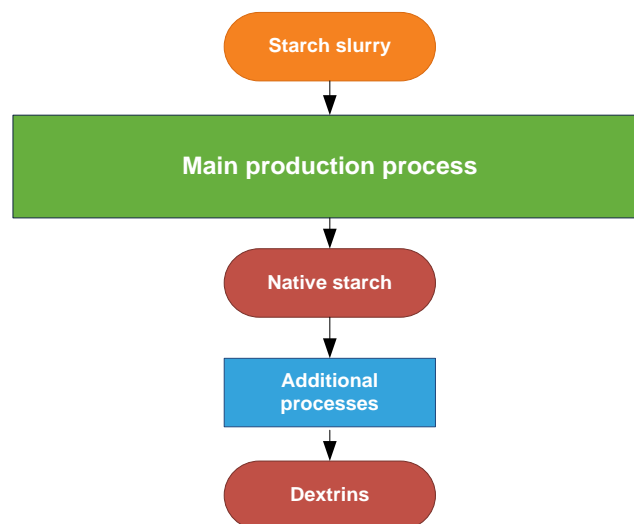 Starch slurry
Main production process
Native starch
Additional
processes
Dextrins